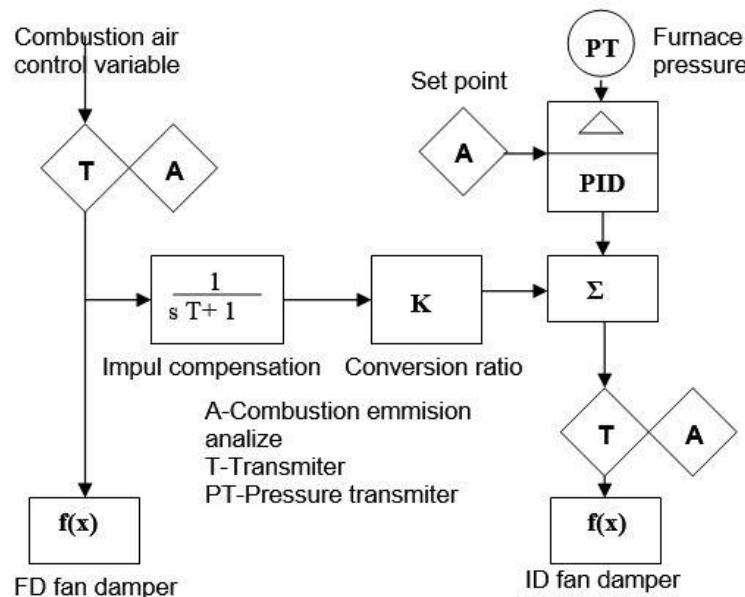 Combustion air
control variable
PT
Furnace
pressure
Set point
T
A
A
PID
1
s T+ 1
K
Σ
Impul compensation
Conversion ratio
A-Combustion emmision
analize
T-Transmiter
PT-Pressure transmiter
T
A
f(x)
f(x)
FD fan damper
ID fan damper